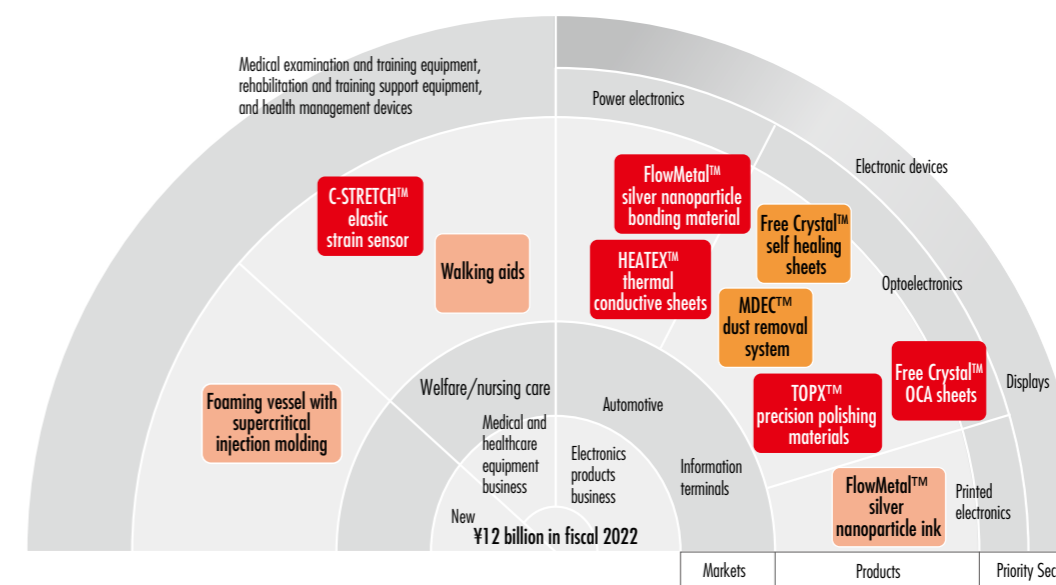 Medical examination and training equipment,
rehabilitation and training support equipment,
and health management devices
Power electronics
Electronic devices
C-STRETCH™
elastic
strain sensor
FlowMetal™
silver nanoparticle
bonding material
Free Crystal™
self healing
sheets
Walking aids
HEATEX™
thermal
conductive sheets
Optoelectronics
MDEC™
dust removal
system
Free Crystal™
OCA sheets
Displays
Foaming vessel with
supercritical
injection molding
Welfare/nursing care
Automotive
TOPX™
precision polishing
materials
Medical and
healthcare
equipment
business
Electronics
products
business
Information
terminals
FlowMetal™
silver
nanoparticle ink
Printed
electronics
New
¥12 billion in fiscal 2022
Markets
Products
Priority Sec